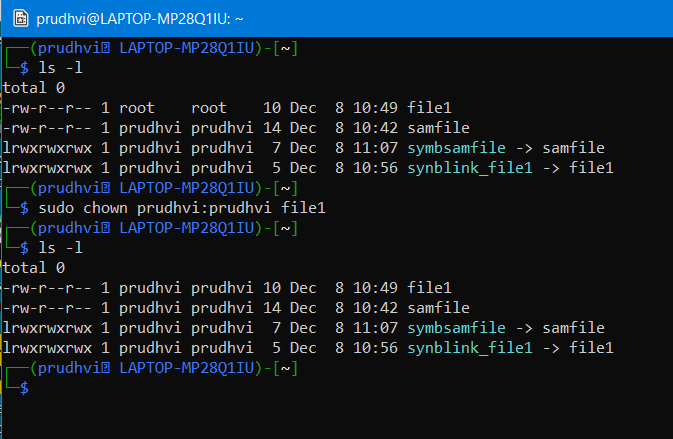 prudhvi@LAPTOP-MP28Q1IU: ~
┌──(prudhvi㉿ LAPTOP-MP28Q1IU)-[~]
└─$ ls -l
total 0
-rw-r--r-- 1 root    root    10 Dec  8 10:49 file1
-rw-r--r-- 1 prudhvi prudhvi 14 Dec  8 10:42 samfile
lrwxrwxrwx 1 prudhvi prudhvi  7 Dec  8 11:07 symbsamfile -> samfile
lrwxrwxrwx 1 prudhvi prudhvi  5 Dec  8 10:56 synblink_file1 -> file1
┌──(prudhvi㉿ LAPTOP-MP28Q1IU)-[~]
└─$ sudo chown prudhvi:prudhvi file1
┌──(prudhvi㉿ LAPTOP-MP28Q1IU)-[~]
└─$ ls -l
total 0
-rw-r--r-- 1 prudhvi prudhvi 10 Dec  8 10:49 file1
-rw-r--r-- 1 prudhvi prudhvi 14 Dec  8 10:42 samfile
lrwxrwxrwx 1 prudhvi prudhvi  7 Dec  8 11:07 symbsamfile -> samfile
lrwxrwxrwx 1 prudhvi prudhvi  5 Dec  8 10:56 synblink_file1 -> file1
┌──(prudhvi㉿ LAPTOP-MP28Q1IU)-[~]
└─$